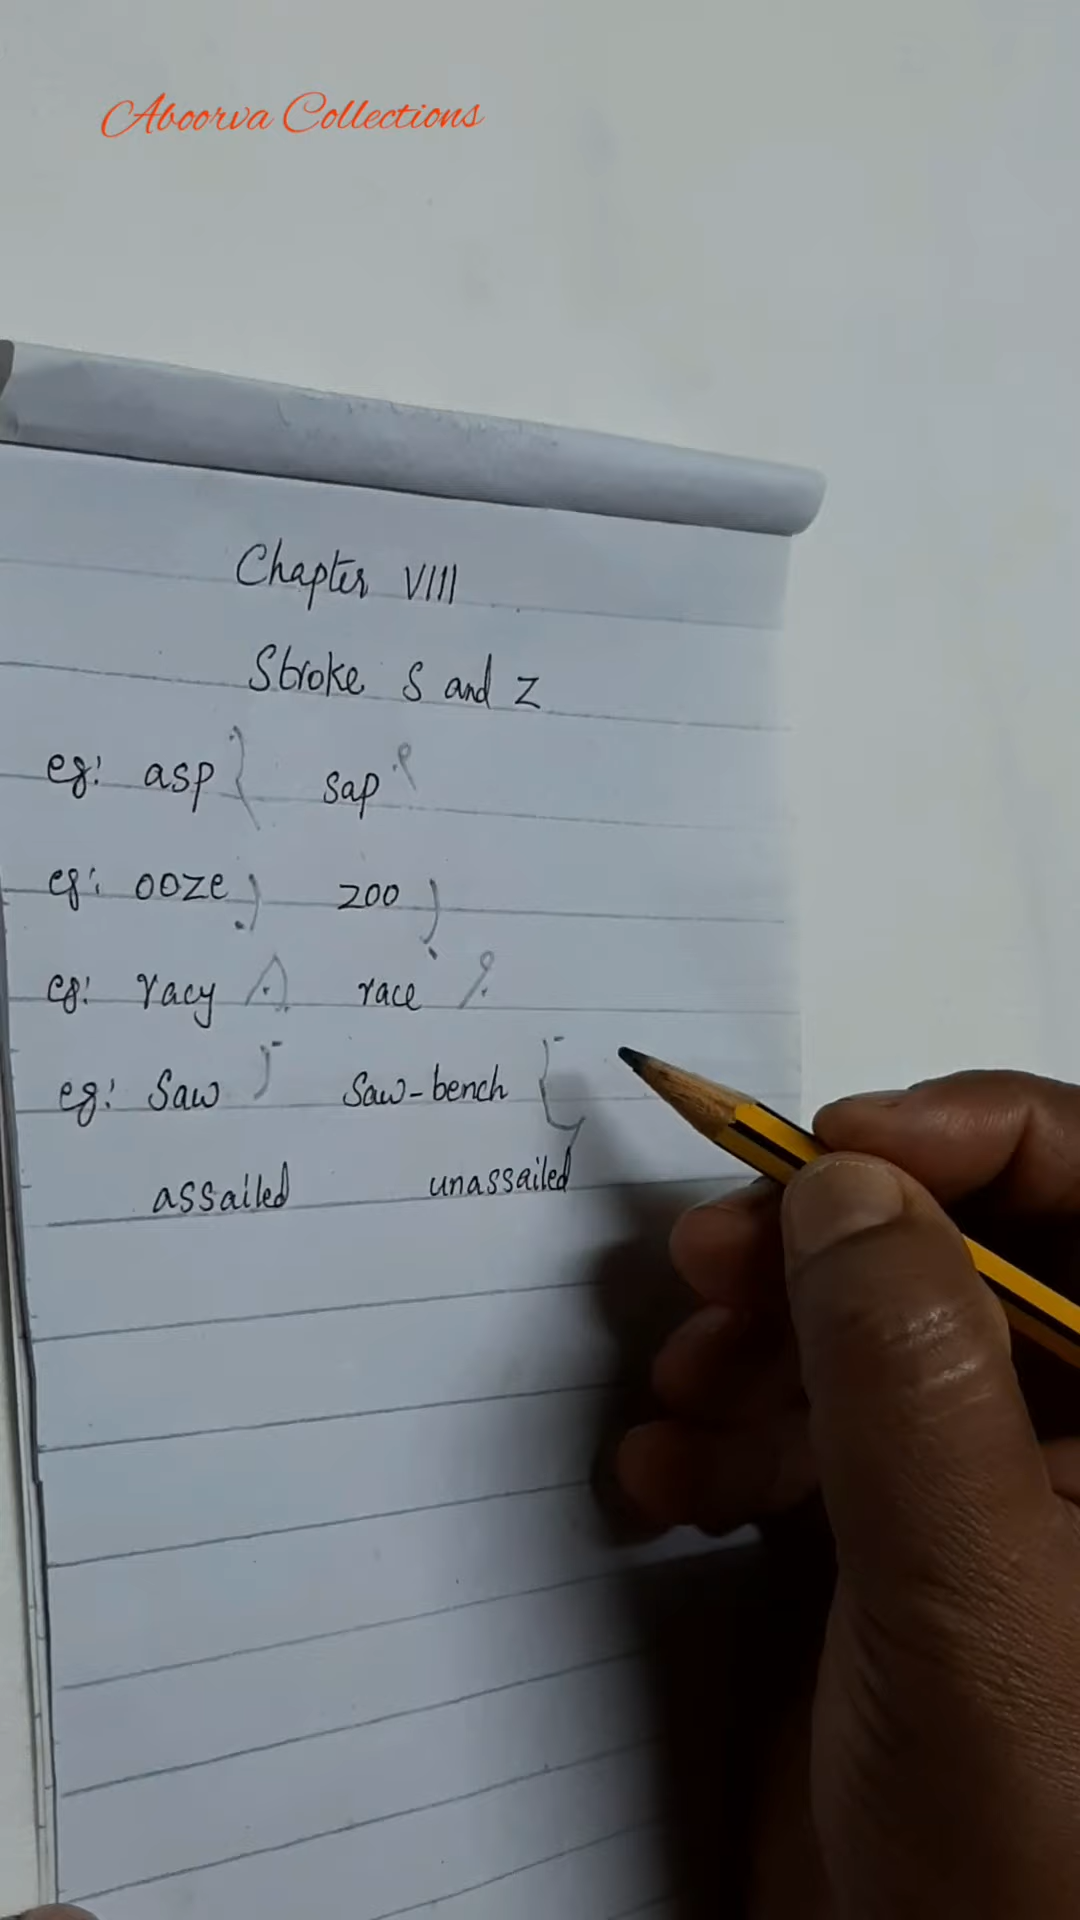 Aboorva Collections
Chapter VIII
Stroke S and Z
eg: asp sap
eg: ooze zoo
eg: racy race
eg: Saw Saw-bench
assailed unassailed